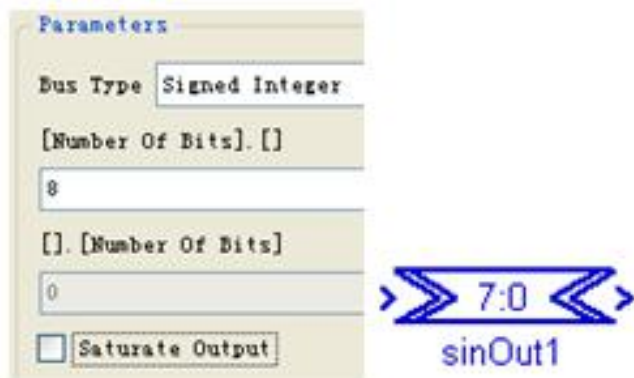 Parameters
Bus Type Signed Integer
[Number Of Bits].[]
8
[].[Number Of Bits]
0
Saturate Output
7:0
sinOut1